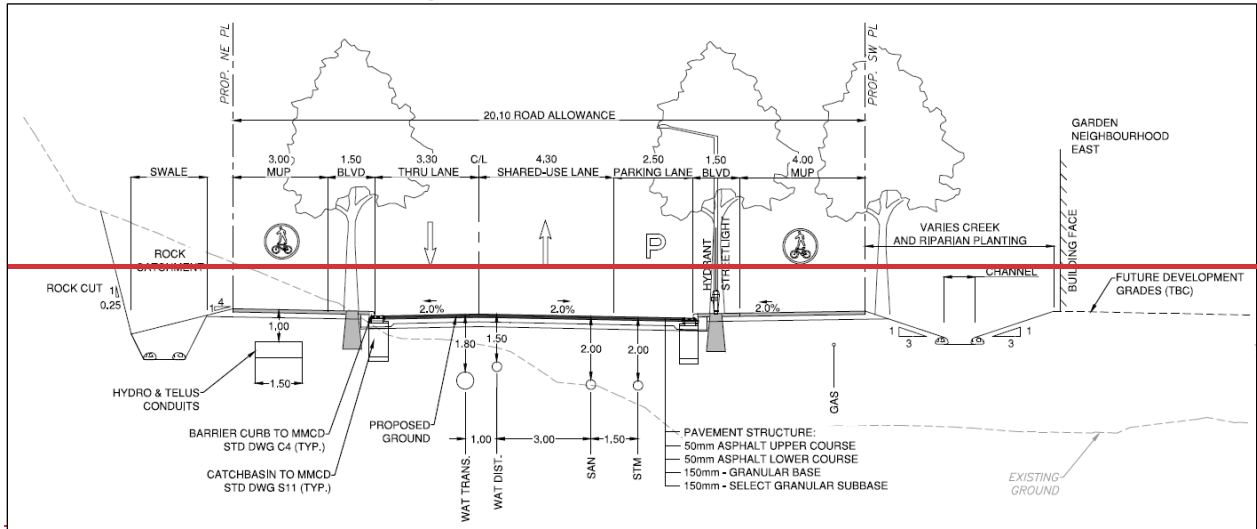 PROP. NE PL
PROP. SW PL
20.10 ROAD ALLOWANCE
GARDEN
NEIGHBOURHOOD
EAST
SWALE
3.00
MUP
1.50
BLVD
3.30
THRU LANE
C/L
4.30
SHARED-USE LANE
2.50
PARKING LANE
1.50
BLVD
4.00
MUP
VARIES CREEK
AND RIPARIAN PLANTING
BUILDING FACE
P
HYDRANT
STREETLIGHT
ROCK
CATCHMENT
CHANNEL
FUTURE DEVELOPMENT
GRADES (TBC)
ROCK CUT
1
0.25
1
4
2.0%
2.0%
2.0%
1.00
1.80
1.50
2.00
2.00
1
3
1
3
1.50
HYDRO & TELUS
CONDUITS
GAS
BARRIER CURB TO MMCD
STD DWG C4 (TYP.)
PROPOSED
GROUND
1.00
3.00
1.50
CATCHBASIN TO MMCD
STD DWG S11 (TYP.)
WAT TRANS.
WAT DIST.
SAN
STM
PAVEMENT STRUCTURE:
50mm ASPHALT UPPER COURSE
50mm ASPHALT LOWER COURSE
150mm - GRANULAR BASE
150mm - SELECT GRANULAR SUBBASE
EXISTING
GROUND